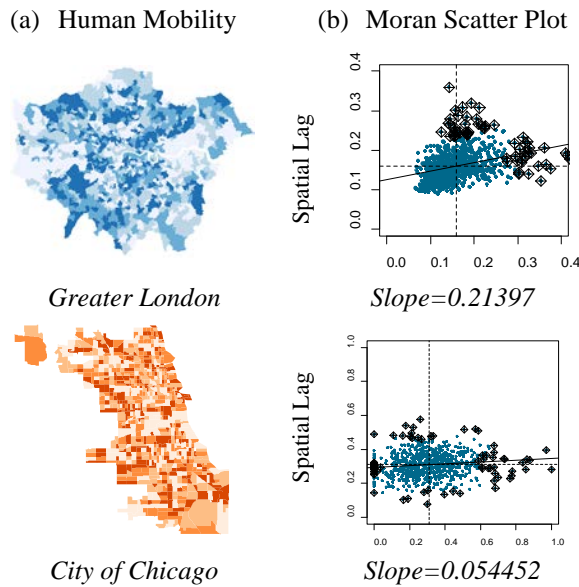 (a) Human Mobility
(b) Moran Scatter Plot
Spatial Lag
0.4
0.3
0.2
0.1
0.0
0.0 0.1 0.2 0.3 0.4
Greater London
Slope=0.21397
Spatial Lag
1.0
0.8
0.6
0.4
0.2
0.0
0.0 0.2 0.4 0.6 0.8 1.0
City of Chicago
Slope=0.054452